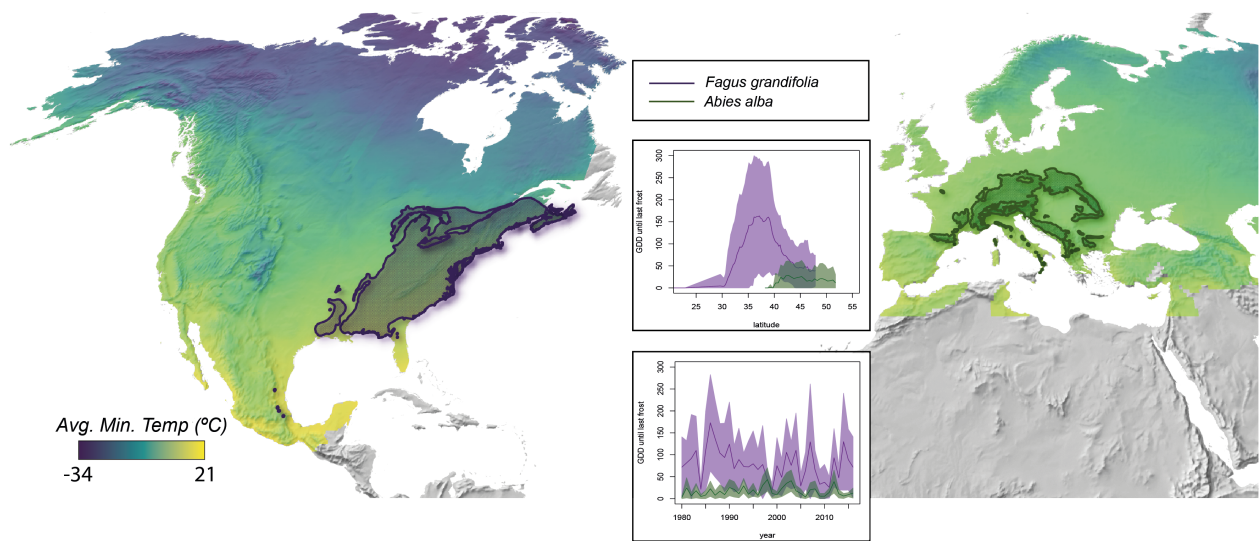 Fagus grandifolia
Abies alba
300
250
200
150
100
50
0
GDD until last frost
25 30 35 40 45 50 55
latitude
300
250
200
150
100
50
0
GDD until last frost
1980 1990 2000 2010
year
Avg. Min. Temp (ºC)
-34 21